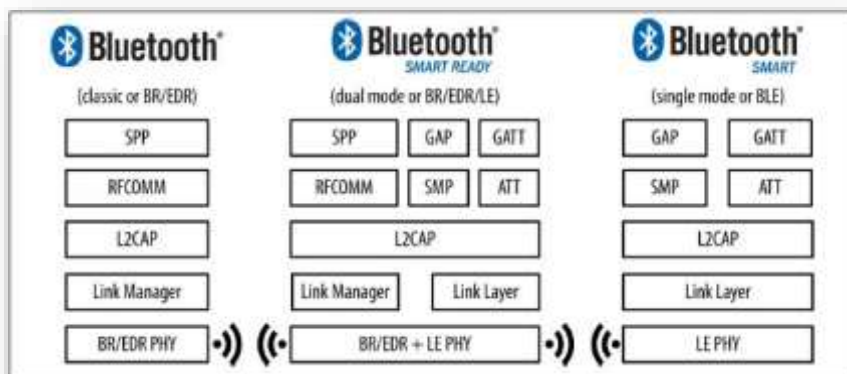 Bluetooth®
(classic or BR/EDR)
SPP
RFCOMM
L2CAP
Link Manager
BR/EDR PHY
Bluetooth®
SMART READY
(dual mode or BR/EDR/LE)
SPP GAP GATT
RFCOMM SMP ATT
L2CAP
Link Manager Link Layer
BR/EDR + LE PHY
Bluetooth®
SMART
(single mode or BLE)
GAP GATT
SMP ATT
L2CAP
Link Layer
LE PHY